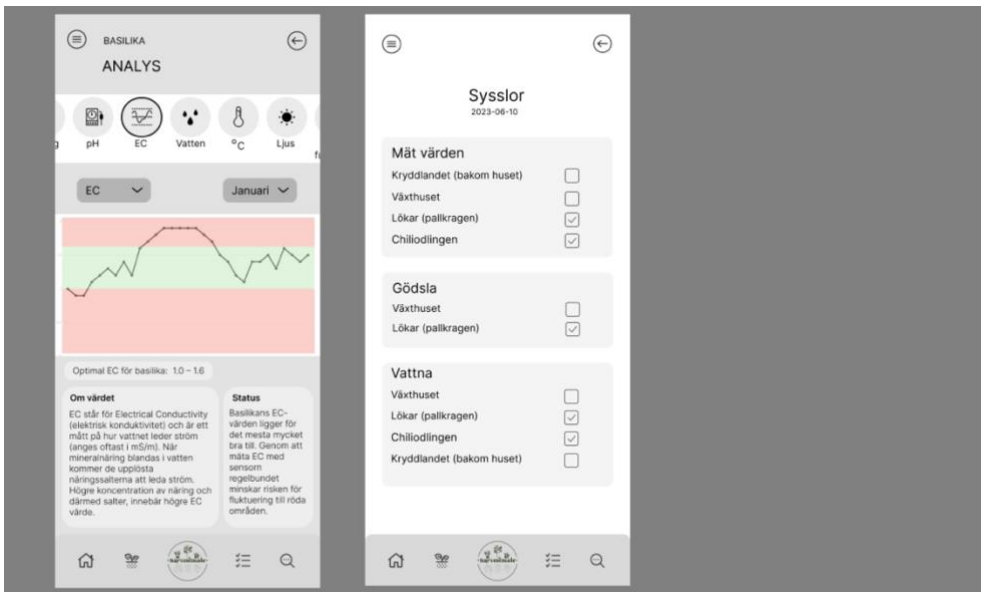 BASILIKA
ANALYS
pH
EC
Vatten
°C
Ljus
EC
Januari
Optimal EC för basilika: 1.0 – 1.6
Om värdet
EC står för Electrical Conductivity
(elektrisk konduktivitet) och är ett
mått på hur vattnet leder ström
(anges oftast i mS/m). När
mineralnäring blandas i vatten
kommer de upplösta
näringssalterna att leda ström.
Högre koncentration av näring och
därmed salter, innebär högre EC
värde.
Status
Basilikans EC-
värden ligger för
det mesta mycket
bra till. Genom att
mäta EC med
sensorn
regelbundet
minskar risken för
fluktuering till röda
områden.
Sysslor
2023-06-10
Mät värden
Kryddlandet (bakom huset)
Växthuset
Lökar (pallkragen)
Chiliodlingen
Gödsla
Växthuset
Lökar (pallkragen)
Vattna
Växthuset
Lökar (pallkragen)
Chiliodlingen
Kryddlandet (bakom huset)